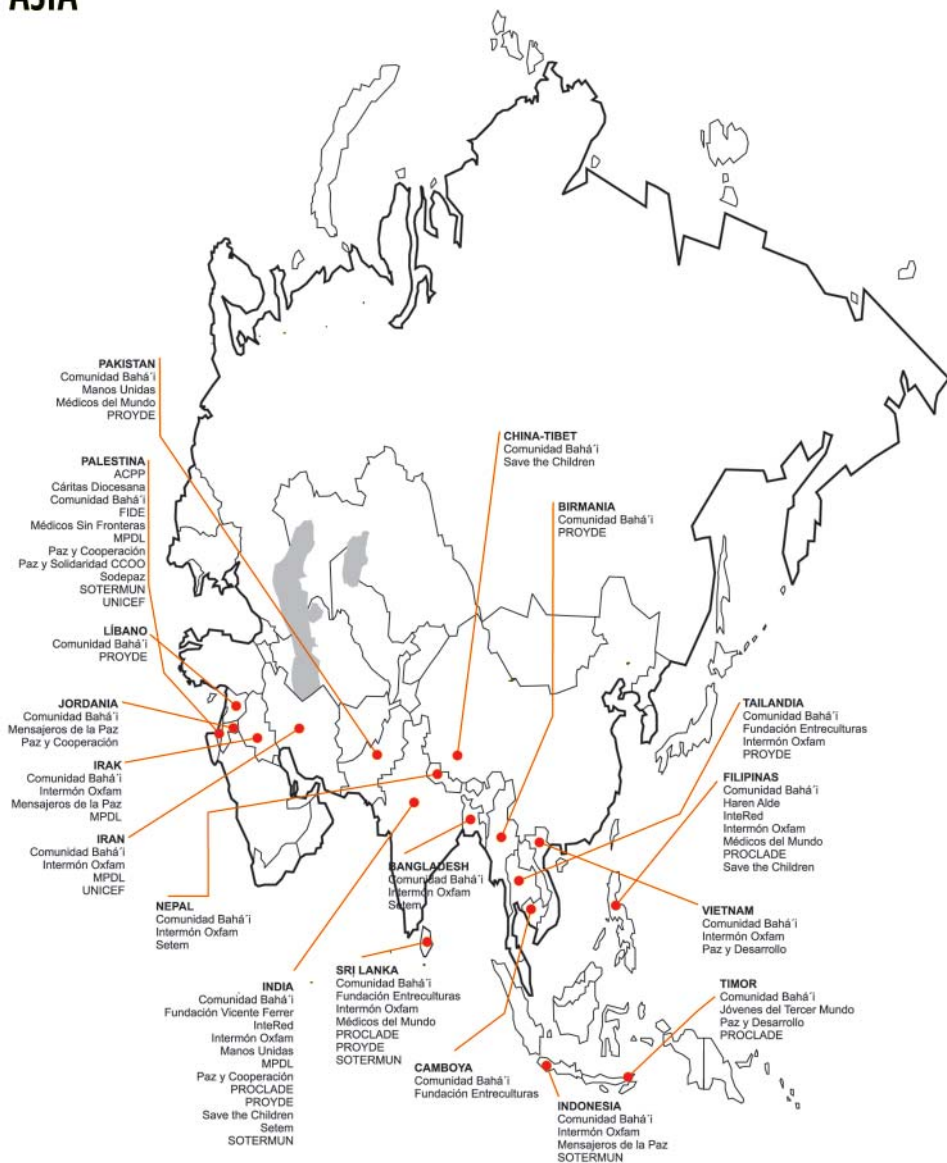 ASIA
PAKISTAN
Comunidad Bahá´i
Manos Unidas
Médicos del Mundo
PROYDE
PALESTINA
ACPP
Cáritas Diocesana
Comunidad Bahá´i
FIDE
Médicos Sin Fronteras
MPDL
Paz y Cooperación
Paz y Solidaridad CCOO
Sodepaz
SOTERMUN
UNICEF
LÍBANO
Comunidad Bahá´i
PROYDE
JORDANIA
Comunidad Bahá´i
Mensajeros de la Paz
Paz y Cooperación
IRAK
Comunidad Bahá´i
Intermón Oxfam
Mensajeros de la Paz
MPDL
IRAN
Comunidad Bahá´i
Intermón Oxfam
MPDL
UNICEF
NEPAL
Comunidad Bahá´i
Intermón Oxfam
Setem
INDIA
Comunidad Bahá´i
Fundación Vicente Ferrer
InteRed
Intermón Oxfam
Manos Unidas
MPDL
Paz y Cooperación
PROCLADE
PROYDE
Save the Children
Setem
SOTERMUN
BANGLADESH
Comunidad Bahá´i
Intermón Oxfam
Setem
SRI LANKA
Comunidad Bahá´i
Fundación Entreculturas
Intermón Oxfam
Médicos del Mundo
PROCLADE
PROYDE
SOTERMUN
CAMBOYA
Comunidad Bahá´i
Fundación Entreculturas
CHINA-TIBET
Comunidad Bahá´i
Save the Children
BIRMANIA
Comunidad Bahá´i
PROYDE
TAILANDIA
Comunidad Bahá´i
Fundación Entreculturas
Intermón Oxfam
PROYDE
FILIPINAS
Comunidad Bahá´i
Haren Alde
InteRed
Intermón Oxfam
Médicos del Mundo
PROCLADE
Save the Children
VIETNAM
Comunidad Bahá´i
Intermón Oxfam
Paz y Desarrollo
TIMOR
Comunidad Bahá´i
Jóvenes del Tercer Mundo
Paz y Desarrollo
PROCLADE
INDONESIA
Comunidad Bahá´i
Intermón Oxfam
Mensajeros de la Paz
SOTERMUN